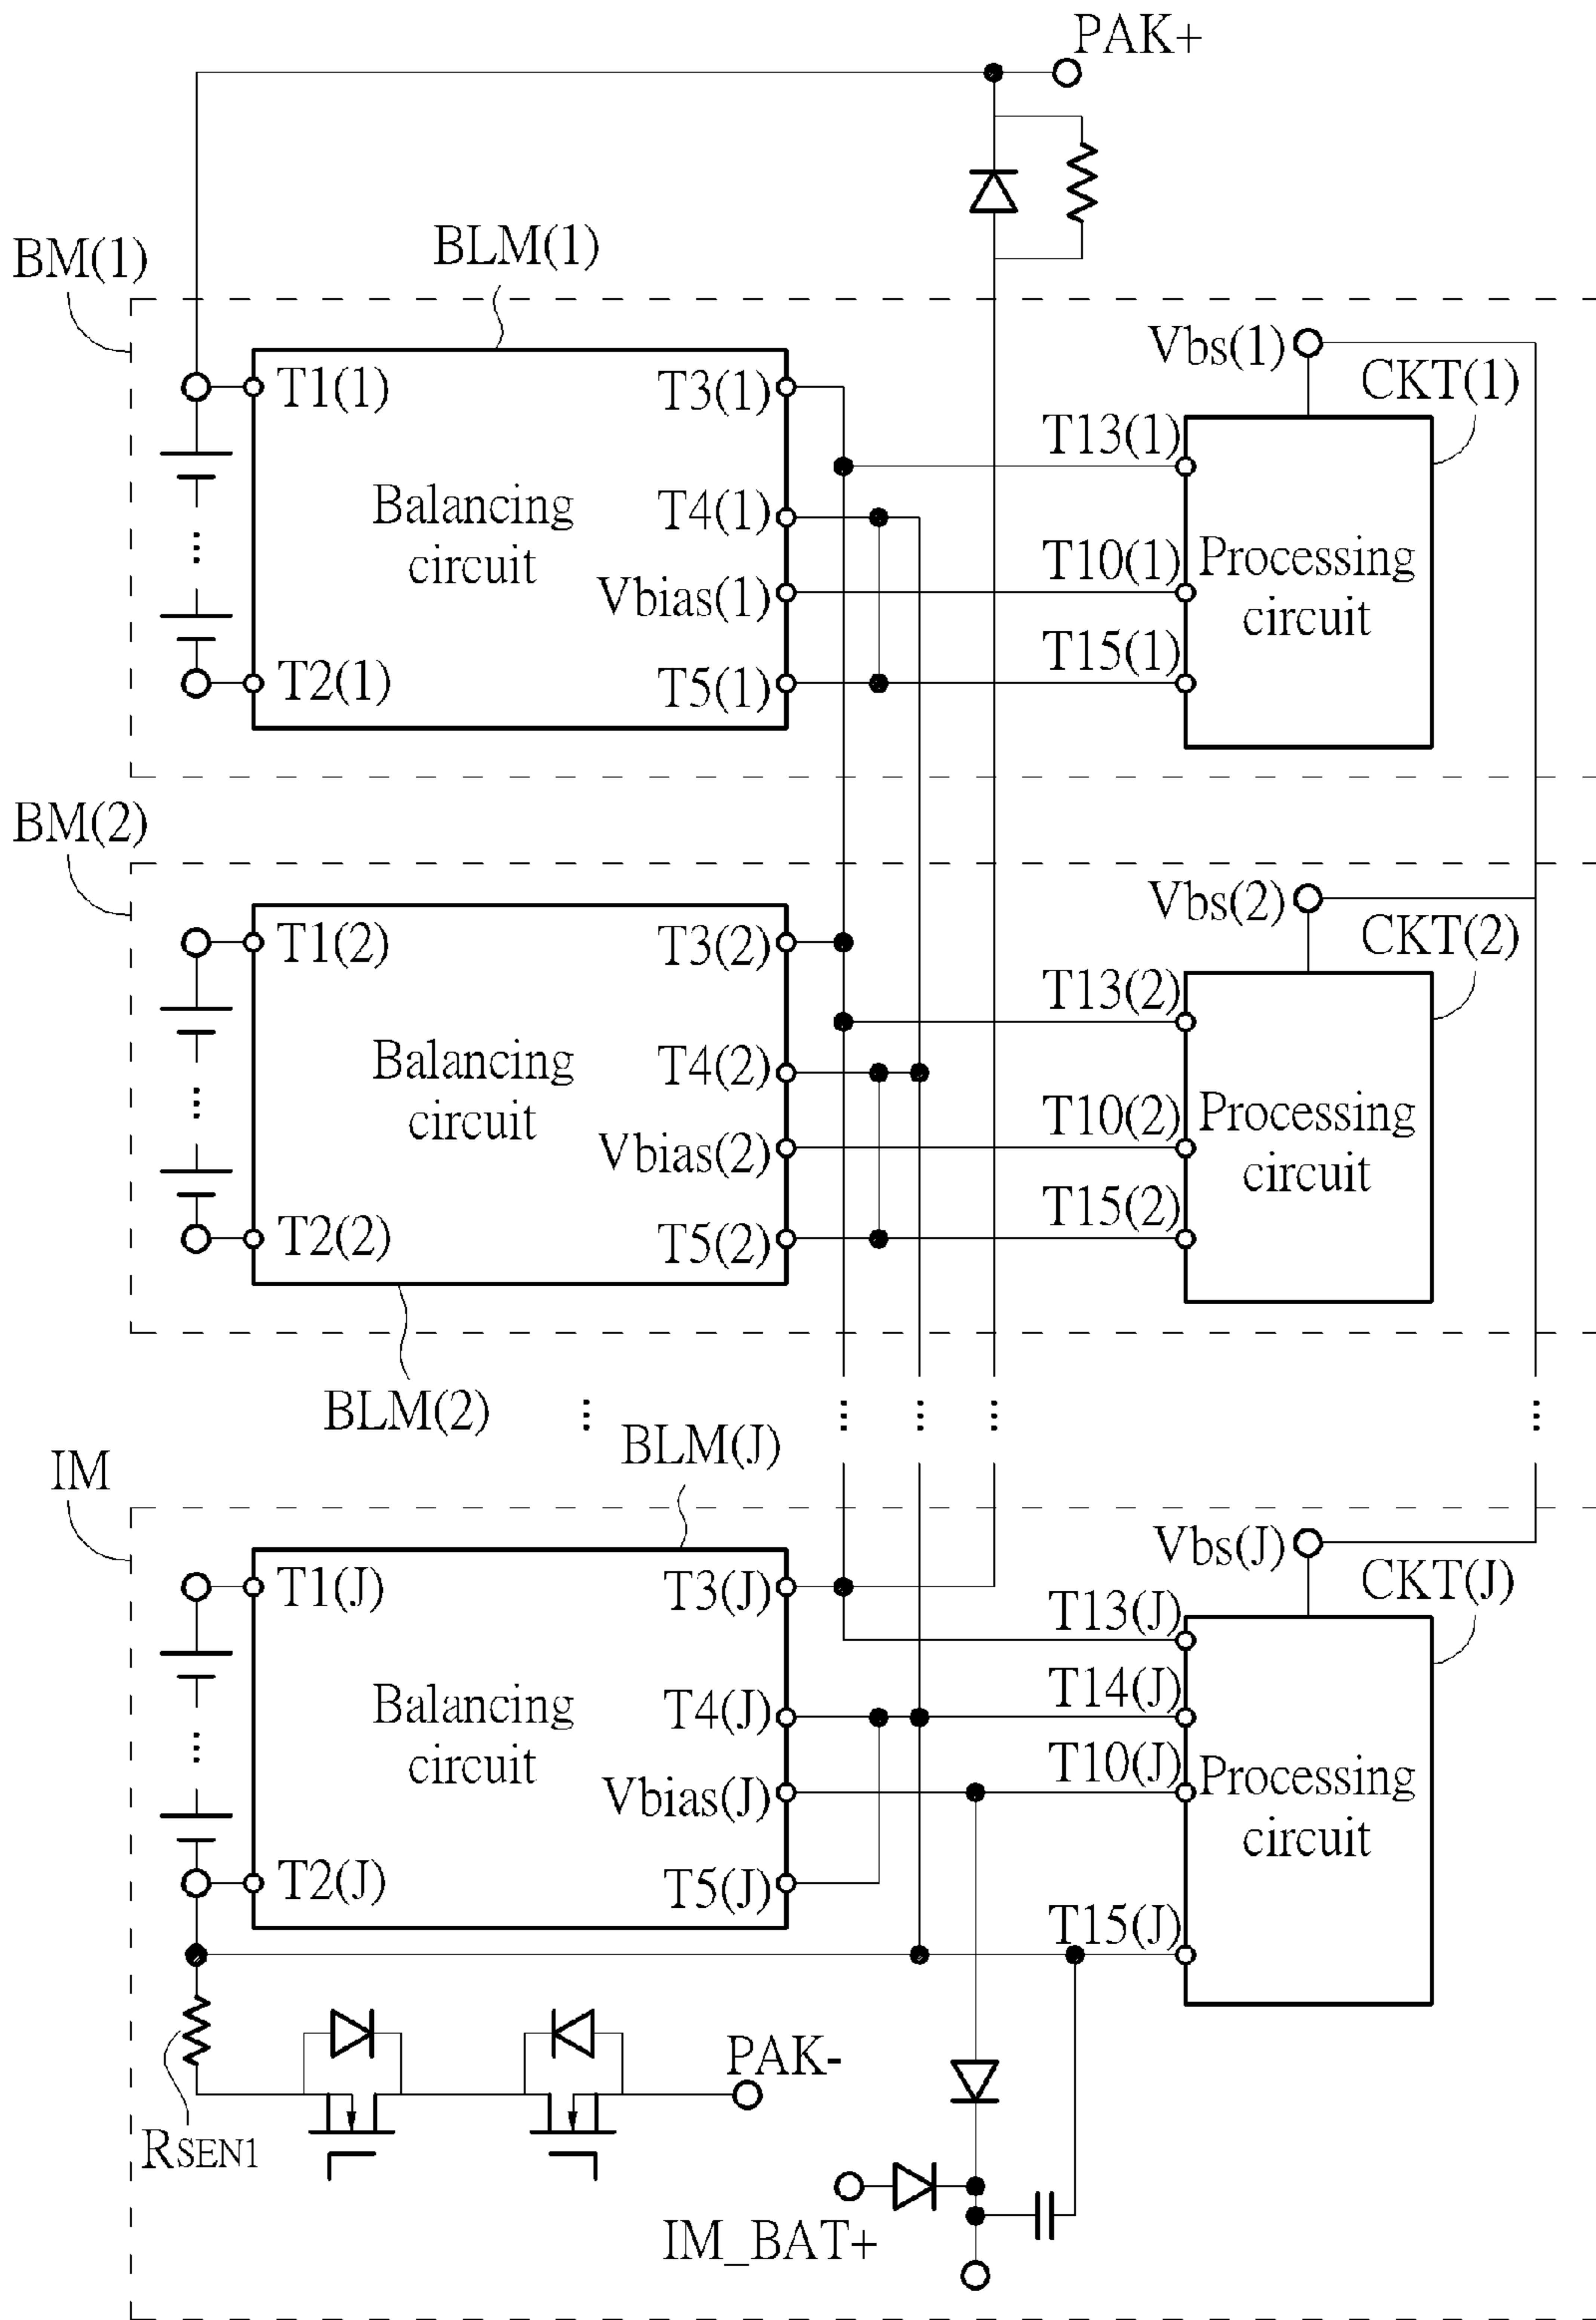 PAK+
BM(1)
BLM(1)
Vbs(1)
CKT(1)
T1(1)
T3(1)
T13(1)
Balancing
circuit
T4(1)
T10(1)
Processing
circuit
Vbias(1)
T15(1)
T2(1)
T5(1)
BM(2)
Vbs(2)
CKT(2)
T1(2)
T3(2)
T13(2)
Balancing
circuit
T4(2)
T10(2)
Processing
circuit
Vbias(2)
T15(2)
T2(2)
T5(2)
BLM(2)
BLM(J)
IM
Vbs(J)
CKT(J)
T1(J)
T3(J)
T13(J)
T14(J)
Balancing
circuit
T4(J)
T10(J)
Processing
circuit
Vbias(J)
T2(J)
T5(J)
T15(J)
PAK-
RSEN1
IM_BAT+